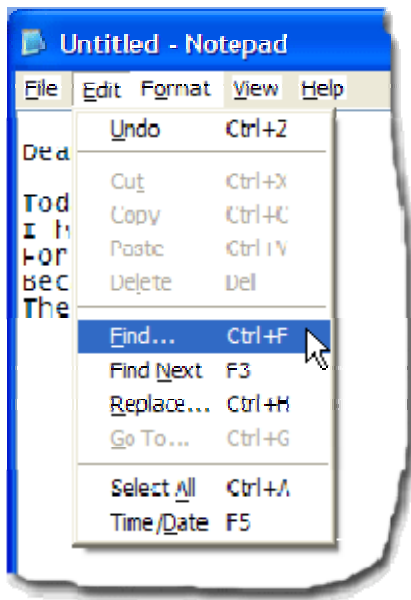 Untitled - Notepad
File Edit Format View Help
Undo Ctrl+Z
Cut Ctrl+X
Copy Ctrl+C
Paste Ctrl+V
Delete Del
Find... Ctrl+F
Find Next F3
Replace... Ctrl+H
Go To... Ctrl+G
Select All Ctrl+A
Time/Date F5